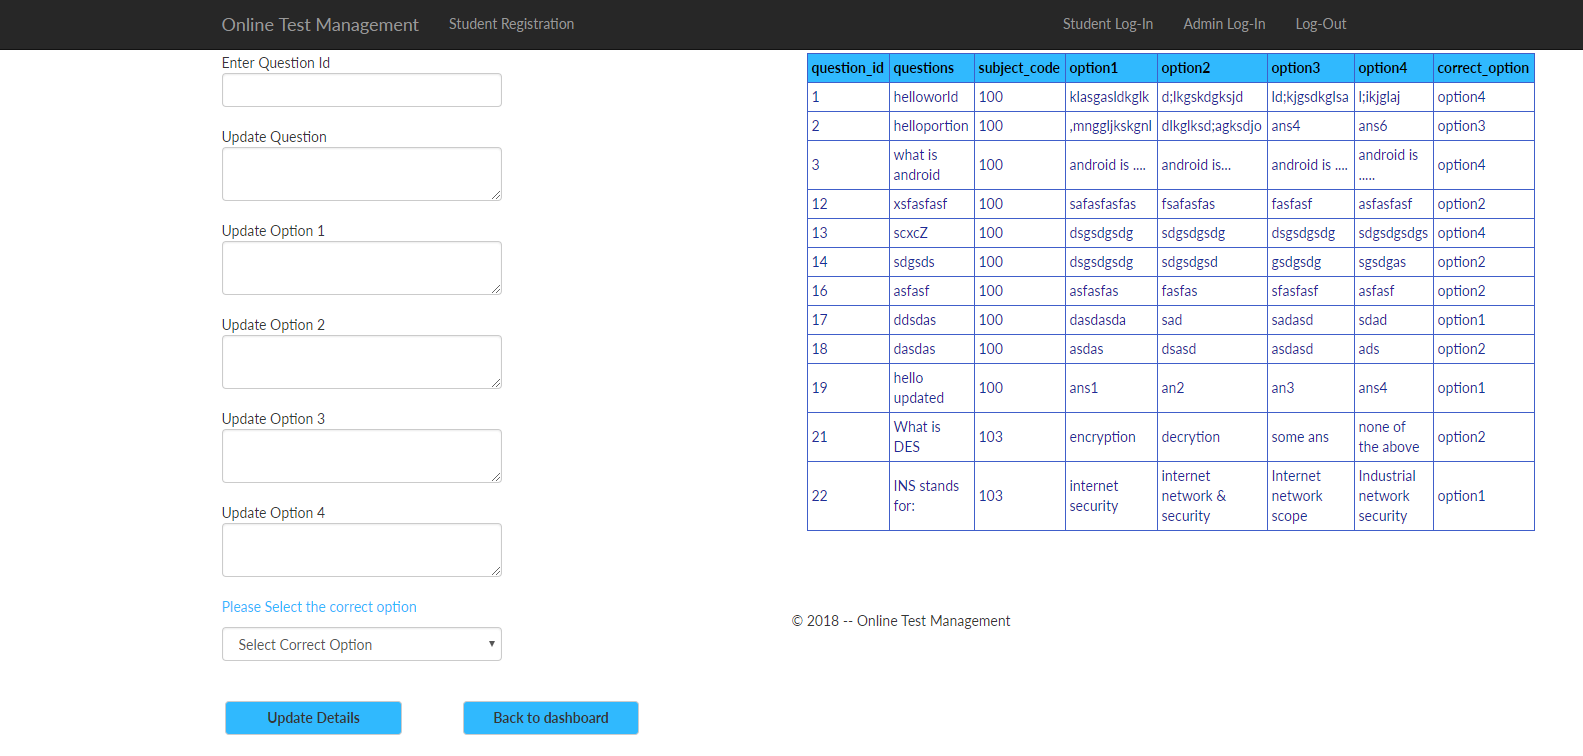 Online Test Management Student Registration Student Log-In Admin Log-In Log-Out
Enter Question Id
Update Question
Update Option 1
Update Option 2
Update Option 3
Update Option 4
Please Select the correct option
Select Correct Option
Update Details Back to dashboard
question_id questions subject_code option1 option2 option3 option4 correct_option
1 helloworld 100 klasgasldkglk d;lkgskdgksjd ld;kjgsdkglsa l;ikjglaj option4
2 helloportion 100 ,mnggljkskgnl dlkglksd;agksdjo ans4 ans6 option3
3 what is android 100 android is .... android is... android is .... android is ..... option4
12 xsfasfasf 100 safasfasfas fsafasfas fasfasf asfasfasf option2
13 scxcZ 100 dsgsdgsdg sdgsdgsdg dsgsdgsdg sdgsdgsdgs option4
14 sdgsds 100 dsgsdgsdg sdgsdgsd gsdgsdg sgsdgas option2
16 asfasf 100 asfasfas fasfas sfasfasf asfasf option2
17 ddsdas 100 dasdasda sad sadasd sdad option1
18 dasdas 100 asdas dsasd asdasd ads option2
19 hello updated 100 ans1 an2 an3 ans4 option1
21 What is DES 103 encryption decrytion some ans none of the above option2
22 INS stands for: 103 internet security internet network & security Internet network scope Industrial network security option1
© 2018 -- Online Test Management